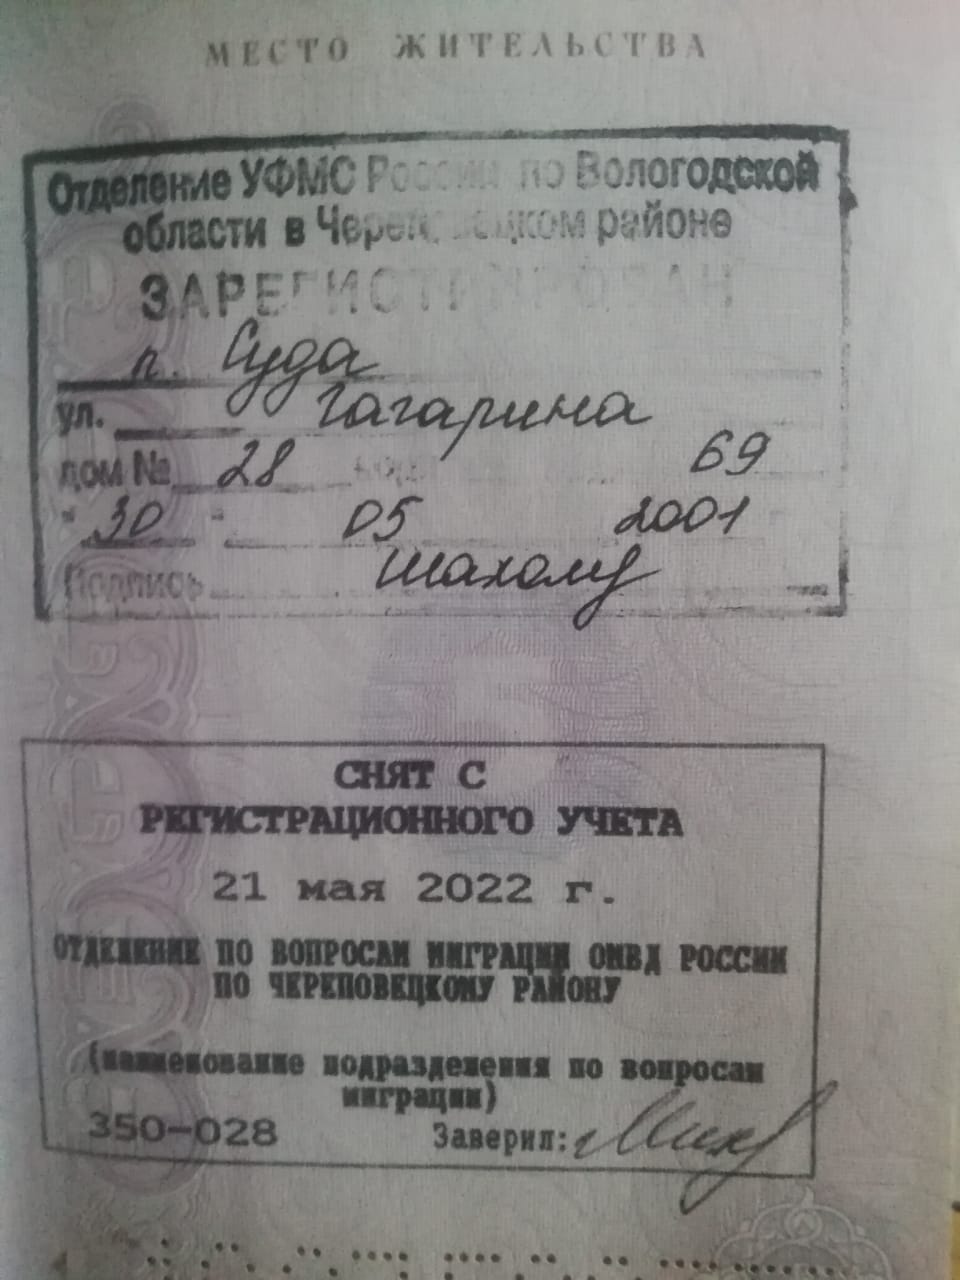 МЕСТО ЖИТЕЛЬСТВА
Отделение УФМС России по Вологодской
области в Череповецком районе
ЗАРЕГИСТРИРОВАН
п. Суда
ул. Гагарина
дом № 28 69
" 30 " 05 2001
Подпись
СНЯТ С
РЕГИСТРАЦИОННОГО УЧЕТА
21 мая 2022 г.
ОТДЕЛЕНИЕ ПО ВОПРОСАМ МИГРАЦИИ ОМВД РОССИИ
ПО ЧЕРЕПОВЕЦКОМУ РАЙОНУ
(наименование подразделения по вопросам
миграции)
350-028 Заверил: